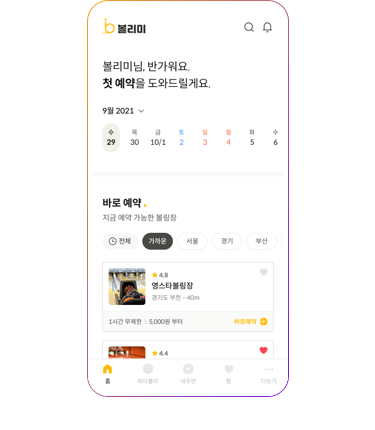 볼리미
볼리미님, 반가워요.
첫 예약을 도와드릴게요.
9월 2021
수 목 금 토 일 월 화 수
29 30 10/1 2 3 4 5 6
바로 예약.
지금 예약 가능한 볼링장
전체 가까운 서울 경기 부산
4.8
영스타볼링장
경기도 부천 · 40m
1시간 무제한 | 5,000원 부터 바로예약
4.4
홈 마이볼리 내주변 찜 더보기